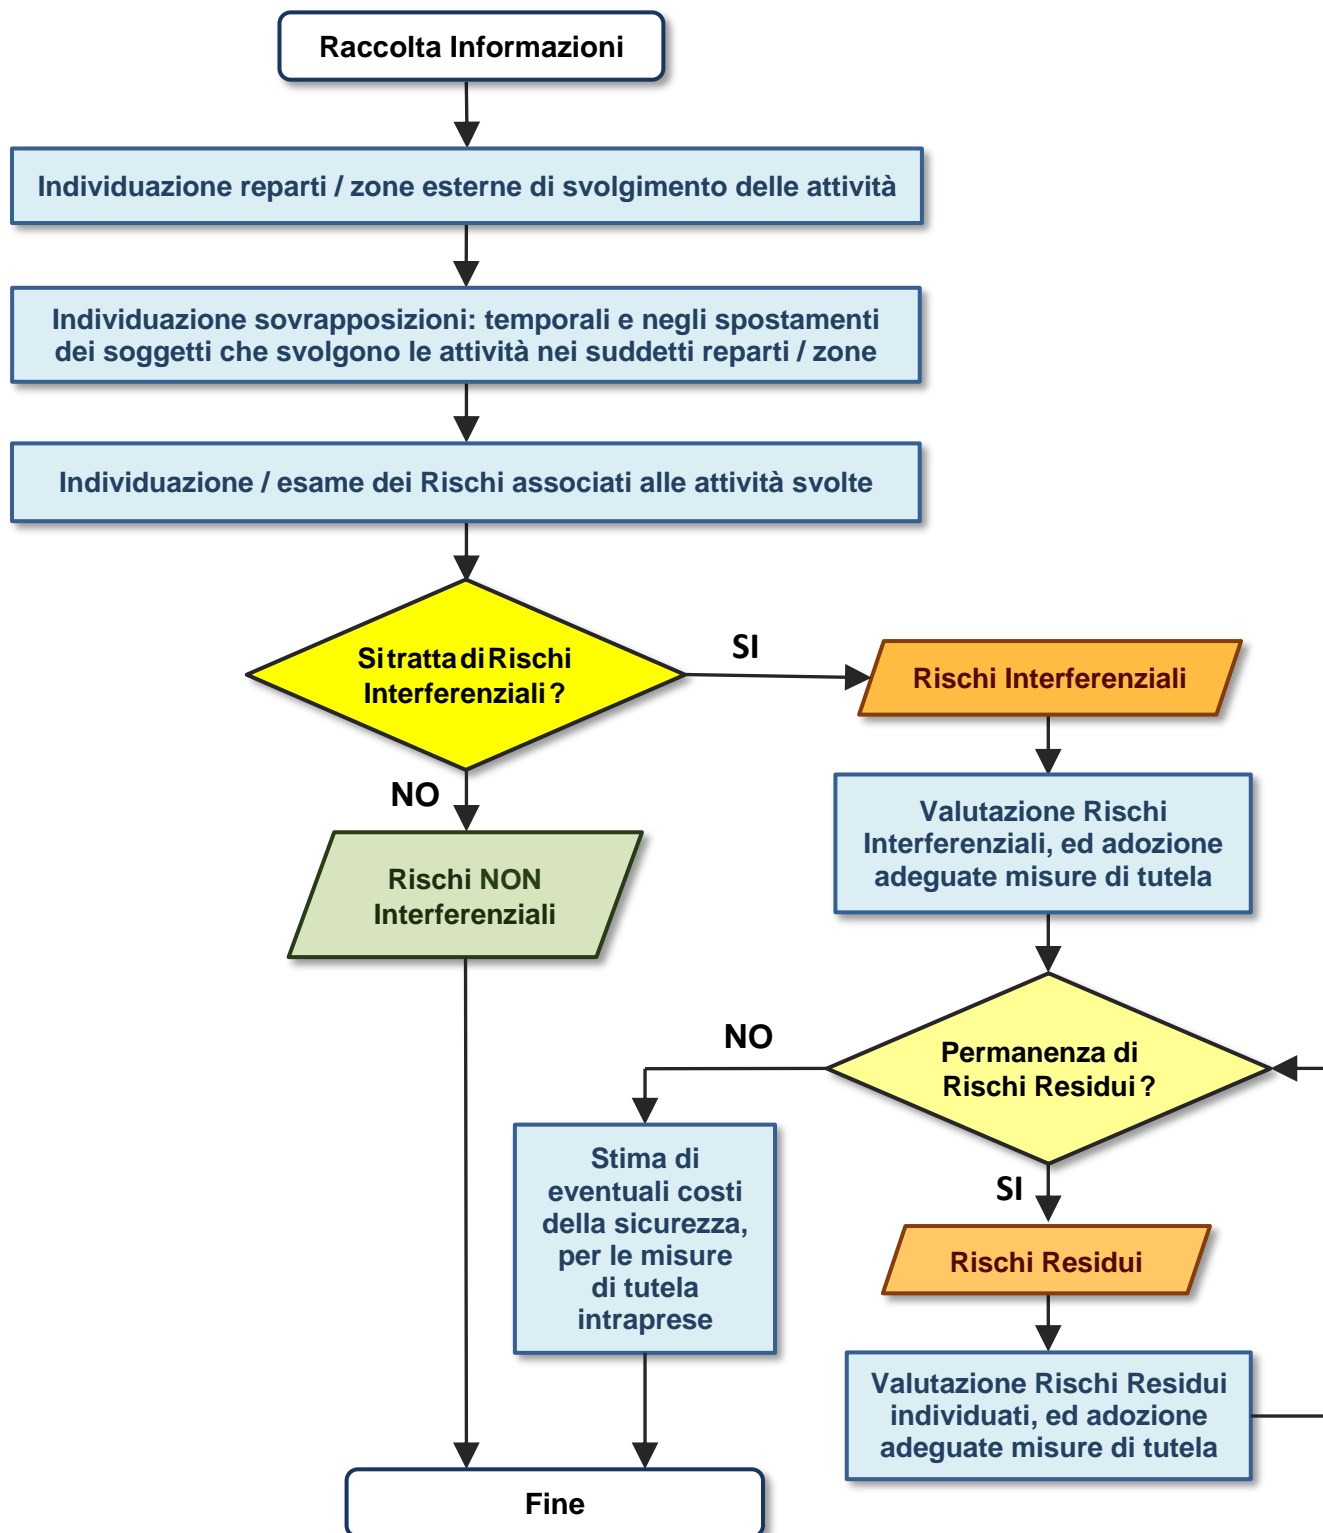 Raccolta Informazioni
Individuazione reparti / zone esterne di svolgimento delle attività
Individuazione sovrapposizioni: temporali e negli spostamenti
dei soggetti che svolgono le attività nei suddetti reparti / zone
Individuazione / esame dei Rischi associati alle attività svolte
Si tratta di Rischi
Interferenziali ?
SI
Rischi Interferenziali
NO
Rischi NON
Interferenziali
Valutazione Rischi
Interferenziali, ed adozione
adeguate misure di tutela
Permanenza di
Rischi Residui ?
NO
Stima di
eventuali costi
della sicurezza,
per le misure
di tutela
intraprese
SI
Rischi Residui
Valutazione Rischi Residui
individuati, ed adozione
adeguate misure di tutela
Fine